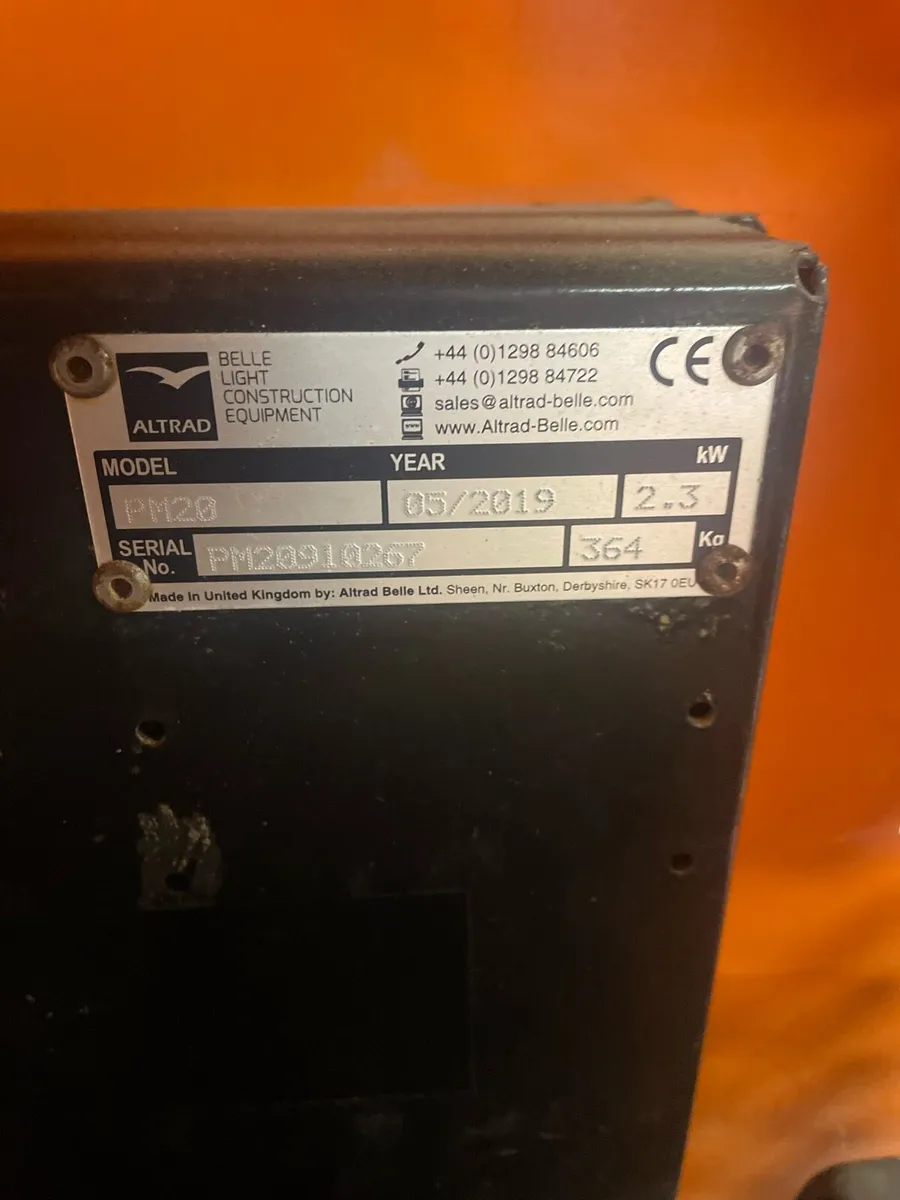 ALTRAD
BELLE
LIGHT
CONSTRUCTION
EQUIPMENT
+44 (0)1298 84606
+44 (0)1298 84722
sales@altrad-belle.com
www
www.Altrad-Belle.com
CE
MODEL YEAR kW
PM20 05/2019 2.3
SERIAL No. PM20910267 364 Kg
Made in United Kingdom by: Altrad Belle Ltd. Sheen, Nr. Buxton, Derbyshire, SK17 0EU